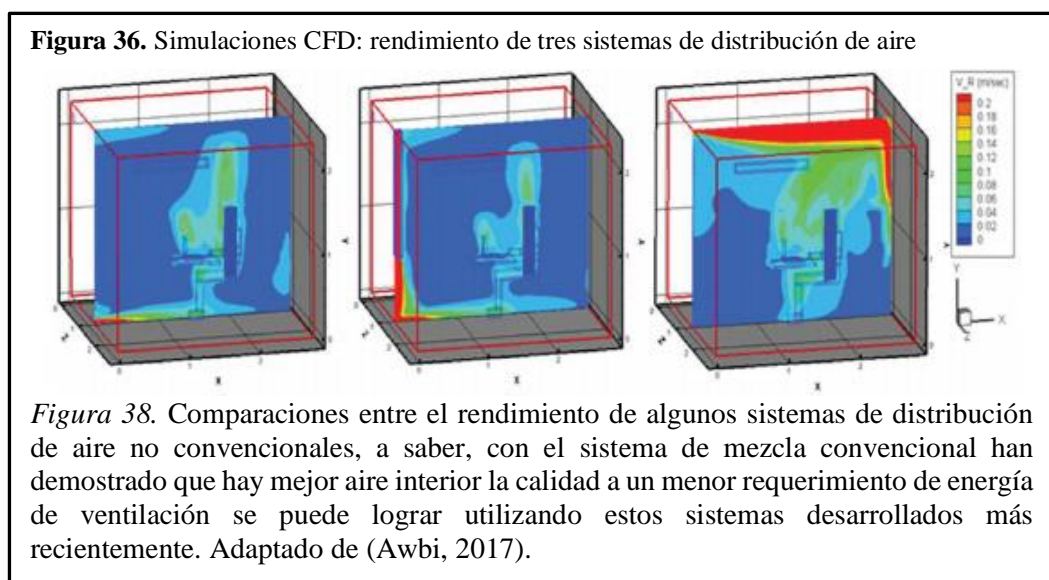 Figura 36. Simulaciones CFD: rendimiento de tres sistemas de distribución de aire
V_R (m/sec)
0.2
0.18
0.16
0.14
0.12
0.1
0.08
0.06
0.04
0.02
0
Y
X
Z
X
X
X
Figura 38. Comparaciones entre el rendimiento de algunos sistemas de distribución
de aire no convencionales, a saber, con el sistema de mezcla convencional han
demostrado que hay mejor aire interior la calidad a un menor requerimiento de energía
de ventilación se puede lograr utilizando estos sistemas desarrollados más
recientemente. Adaptado de (Awbi, 2017).